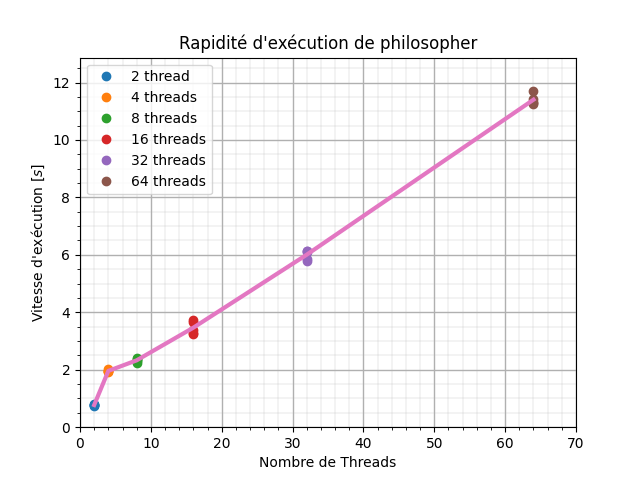 Rapidité d'exécution de philosopher
2 thread
4 threads
8 threads
16 threads
32 threads
64 threads
Vitesse d'exécution [s]
12
10
8
6
4
2
0
0 10 20 30 40 50 60 70
Nombre de Threads